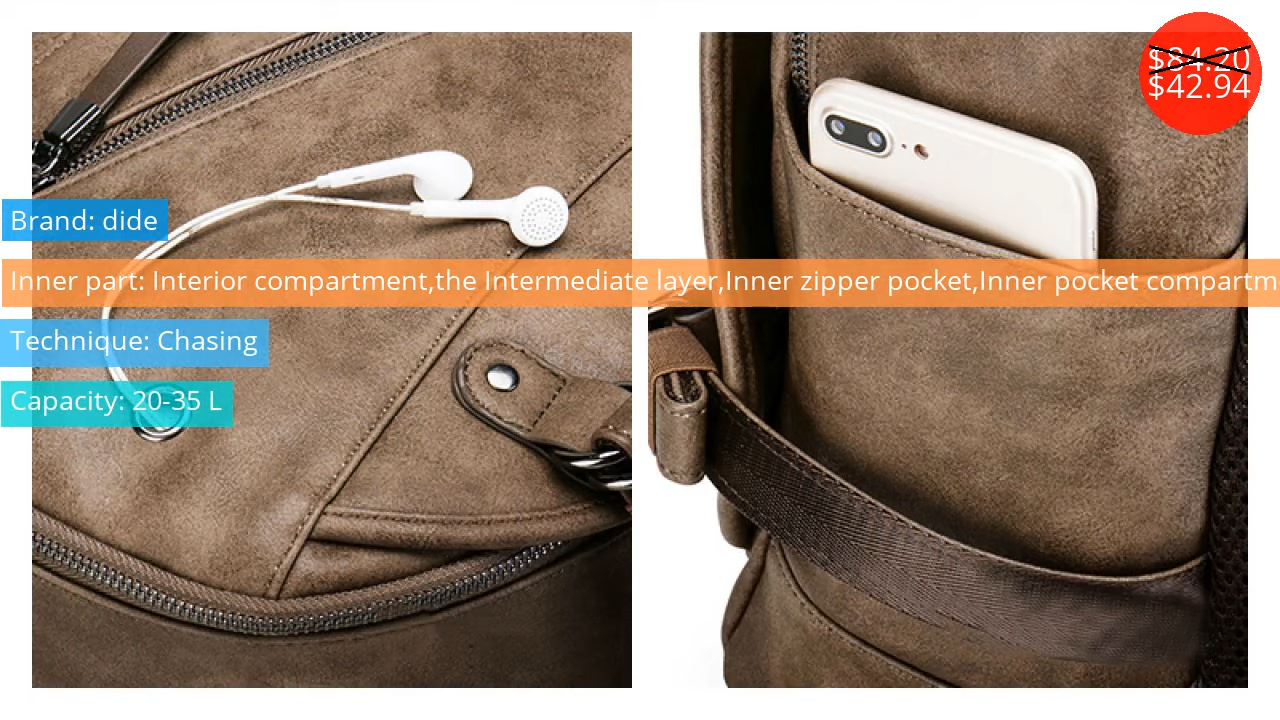 $84.20
$42.94
Brand: dide
Inner part: Interior compartment,the Intermediate layer,Inner zipper pocket,Inner pocket compartm
Technique: Chasing
Capacity: 20-35 L